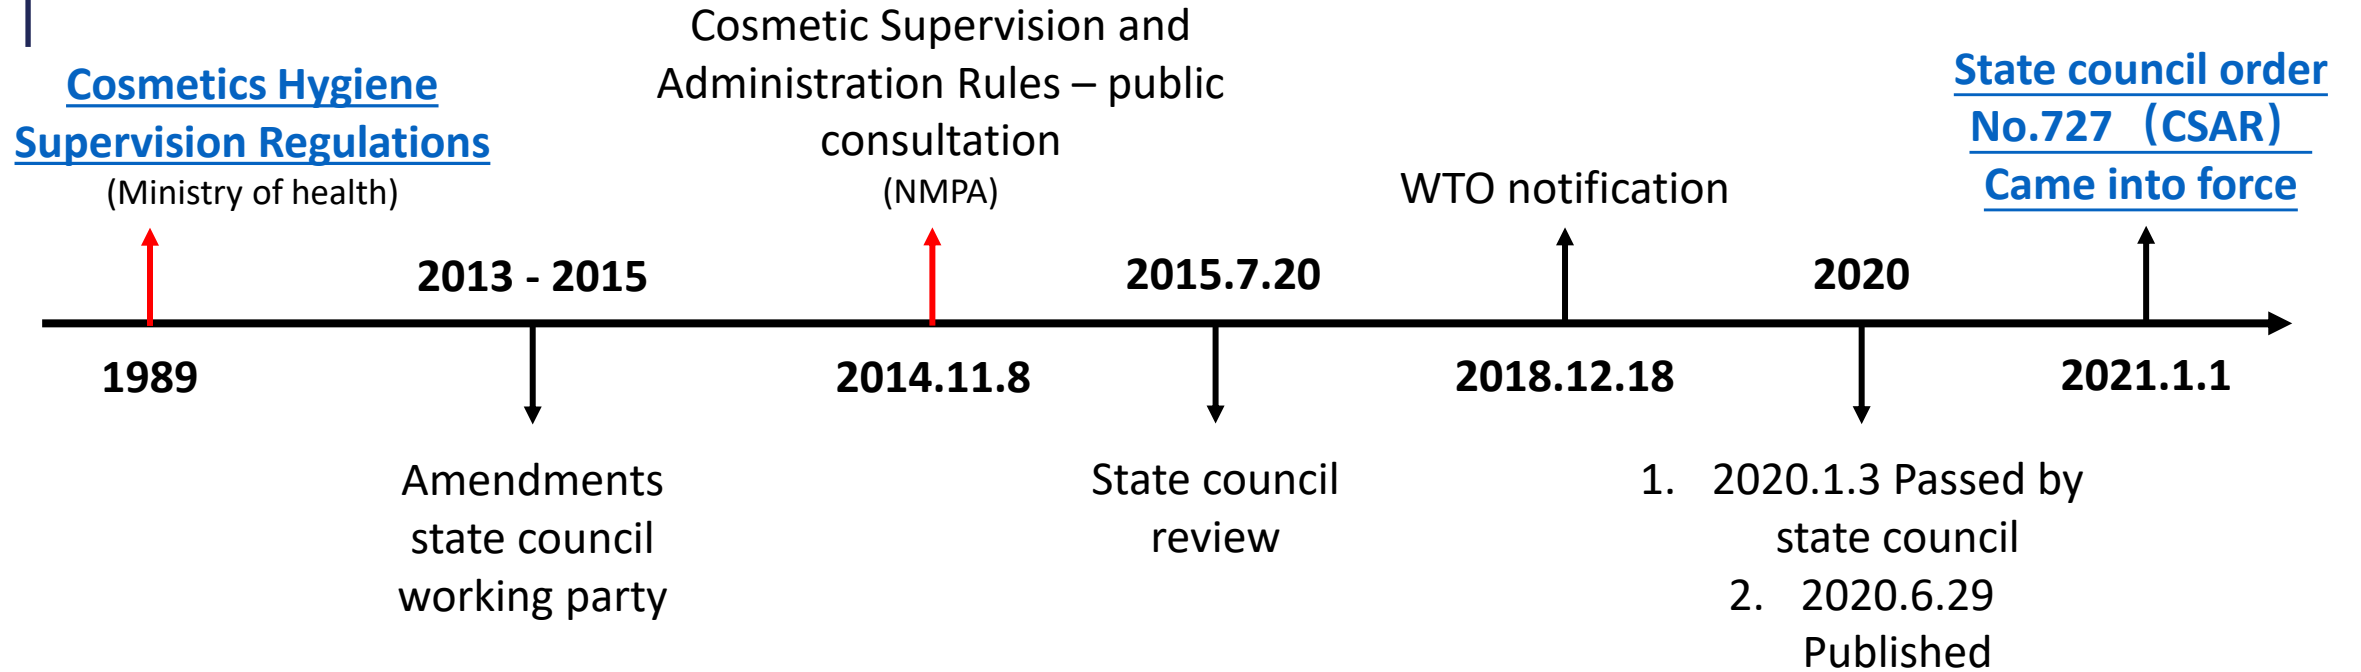 Cosmetics Hygiene
Supervision Regulations
(Ministry of health)
1989
2013 - 2015
Amendments
state council
working party
Cosmetic Supervision and
Administration Rules – public
consultation
(NMPA)
2014.11.8
2015.7.20
State council
review
WTO notification
2018.12.18
2020
1. 2020.1.3 Passed by
state council
2. 2020.6.29
Published
State council order
No.727 （CSAR）
Came into force
2021.1.1